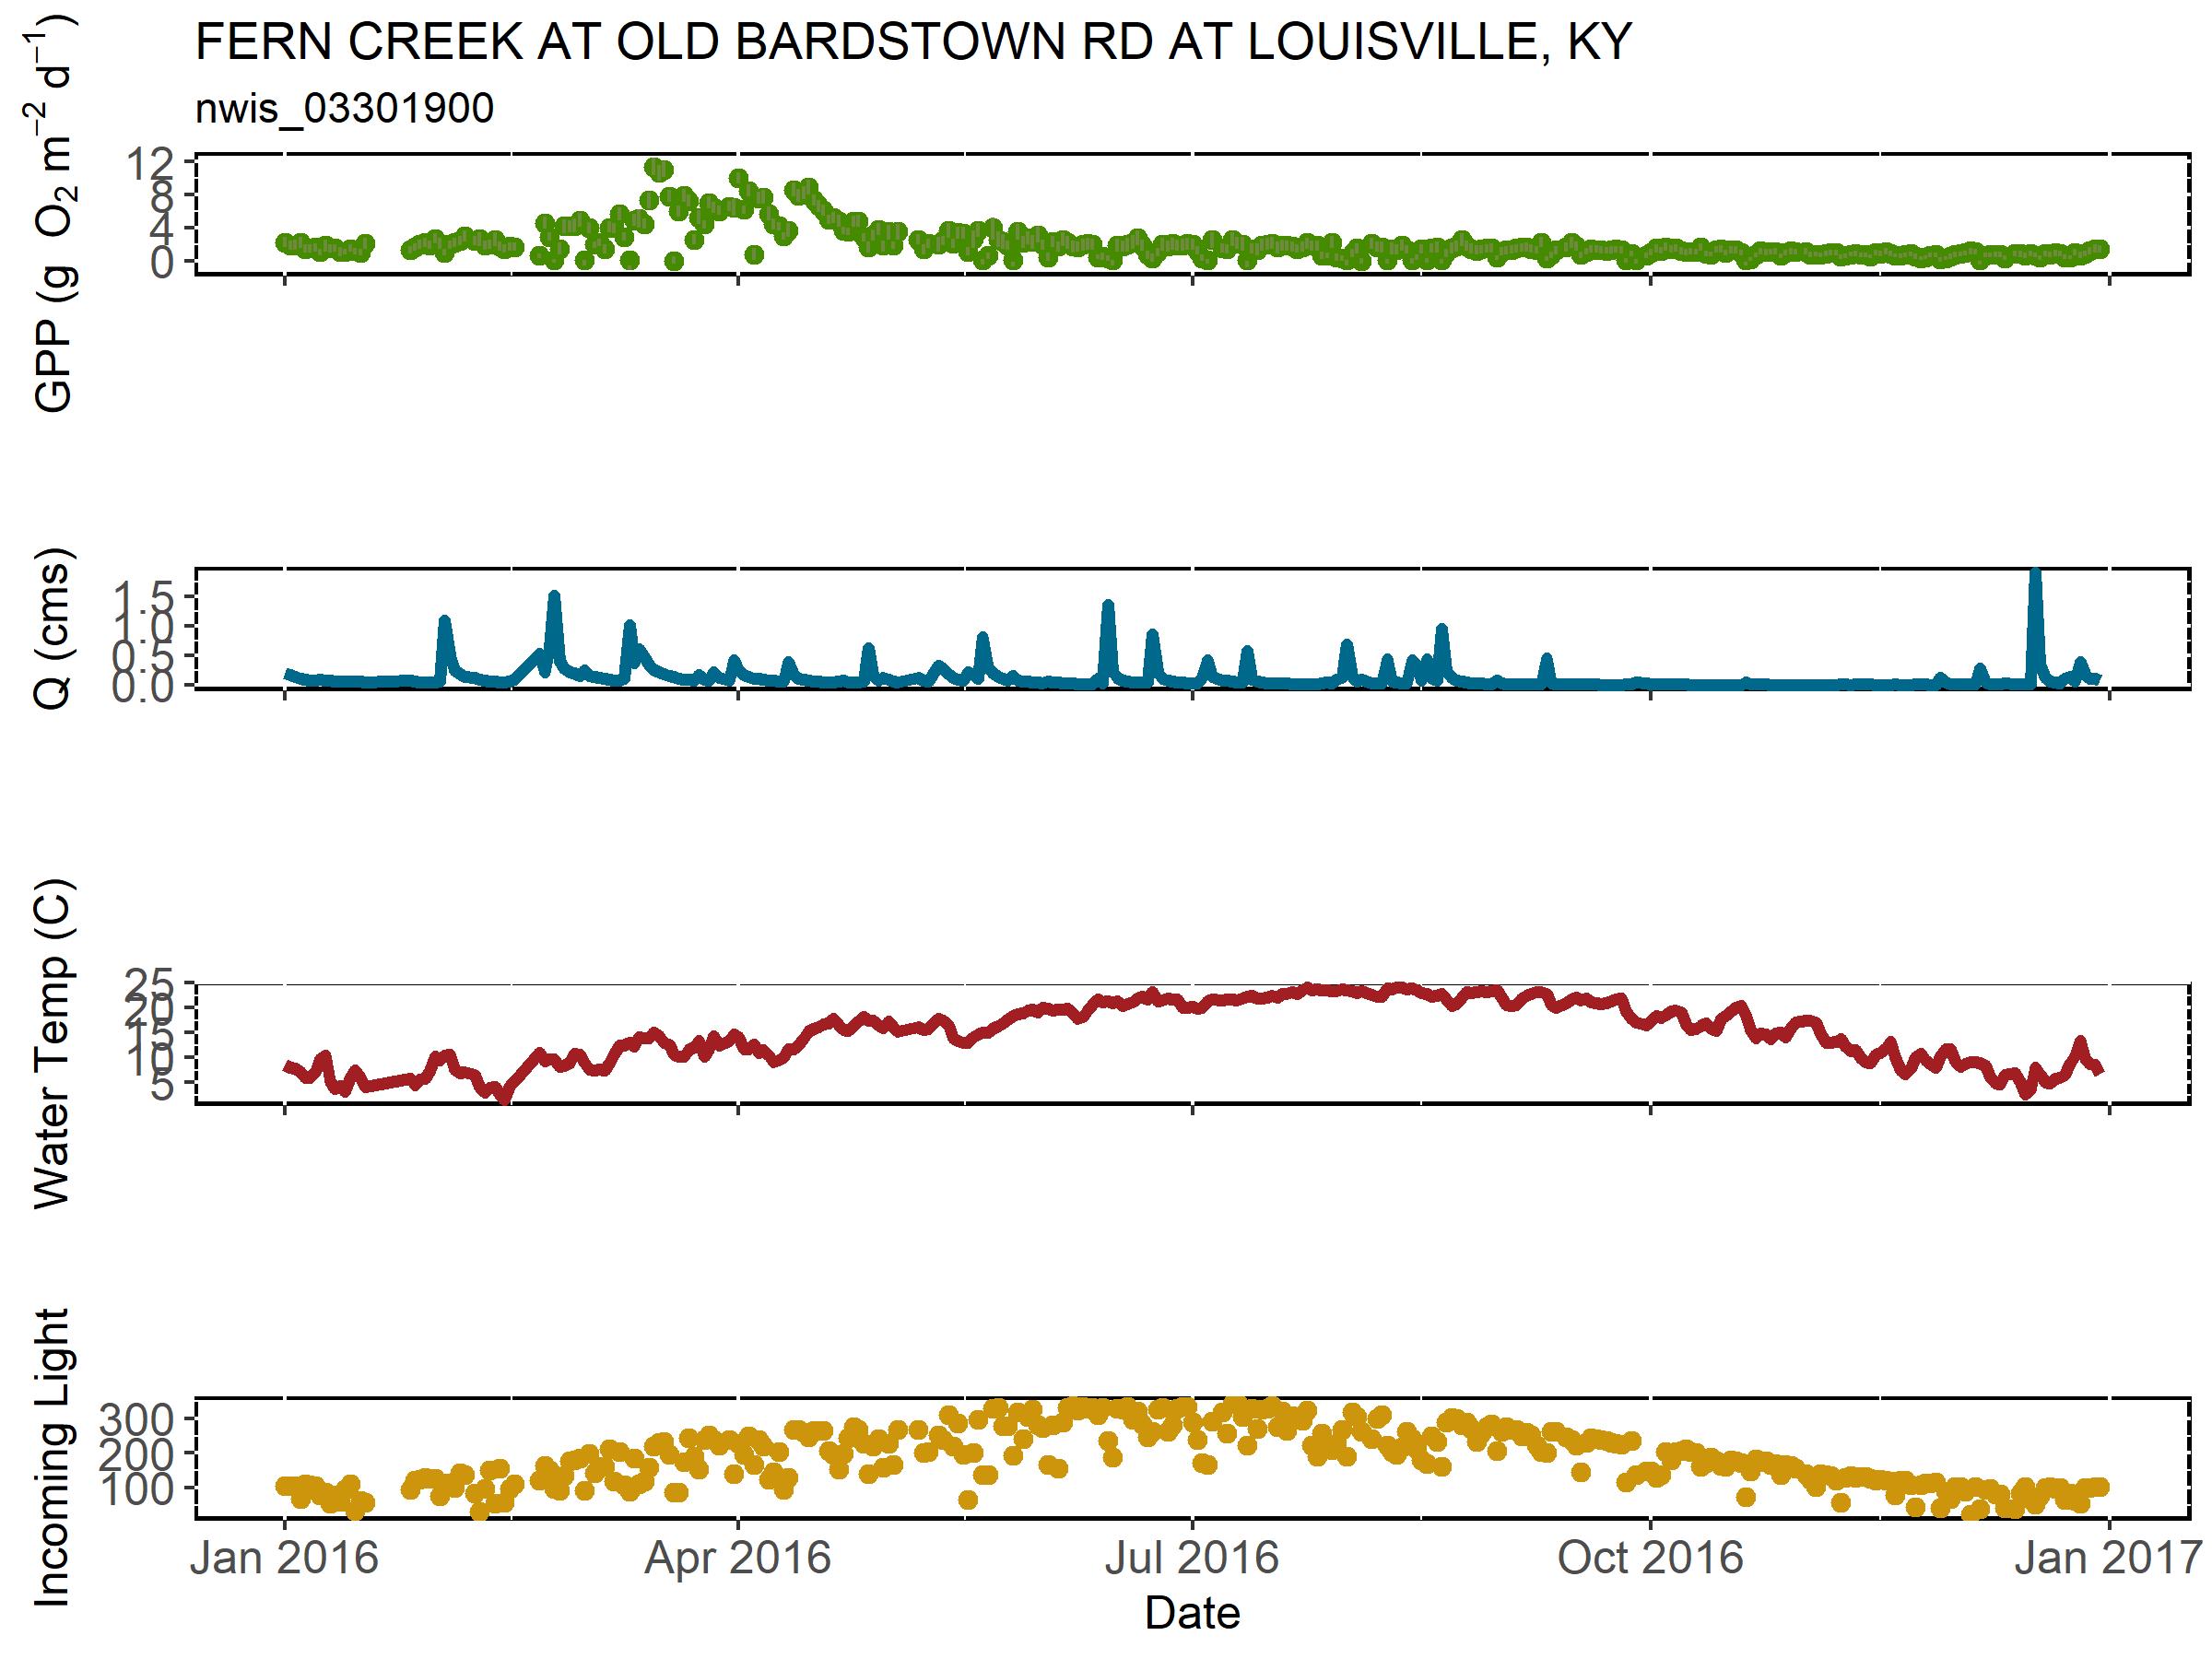 FERN CREEK AT OLD BARDSTOWN RD AT LOUISVILLE, KY
nwis_03301900
GPP (g O₂ m⁻² d⁻¹)
12
8
4
0
Q (cms)
1.5
1.0
0.5
0.0
Water Temp (C)
25
20
15
10
5
Incoming Light
300
200
100
Jan 2016
Apr 2016
Jul 2016
Oct 2016
Jan 2017
Date